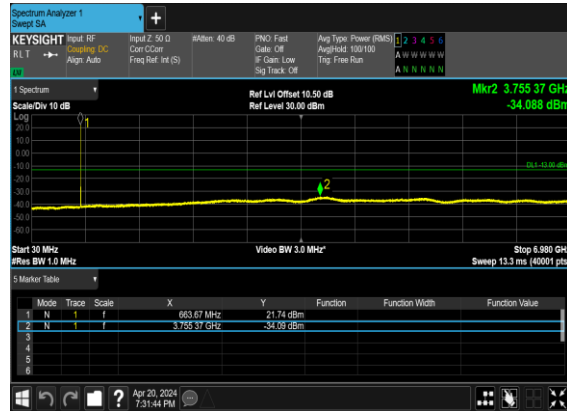 Spectrum Analyzer 1
Swept SA
+
KEYSIGHT Input: RF Input Z: 50 Ω #Atten: 40 dB PNO: Fast Avg Type: Power (RMS) 1 2 3 4 5 6
RLT Coupling: DC Corr CCorr Gate: Off Avg|Hold: 100/100 A W W W W W
Align: Auto Freq Ref: Int (S) IF Gain: Low Trig: Free Run
Sig Track: Off A N N N N N
1 Spectrum Ref Lvl Offset 10.50 dB Mkr2 3.755 37 GHz
Scale/Div 10 dB Ref Level 30.00 dBm -34.088 dBm
Log
20.0
10.0
0.00
-10.0
-20.0
-30.0
-40.0
-50.0
-60.0
1
DL1 -13.00 dBm
2
Start 30 MHz Video BW 3.0 MHz* Stop 6.980 GHz
#Res BW 1.0 MHz Sweep 13.3 ms (40001 pts)
5 Marker Table
Mode Trace Scale X Y Function Function Width Function Value
1 N 1 f 663.67 MHz 21.74 dBm
2 N 1 f 3.755 37 GHz -34.09 dBm
3
4
5
6
? Apr 20, 2024
7:31:44 PM